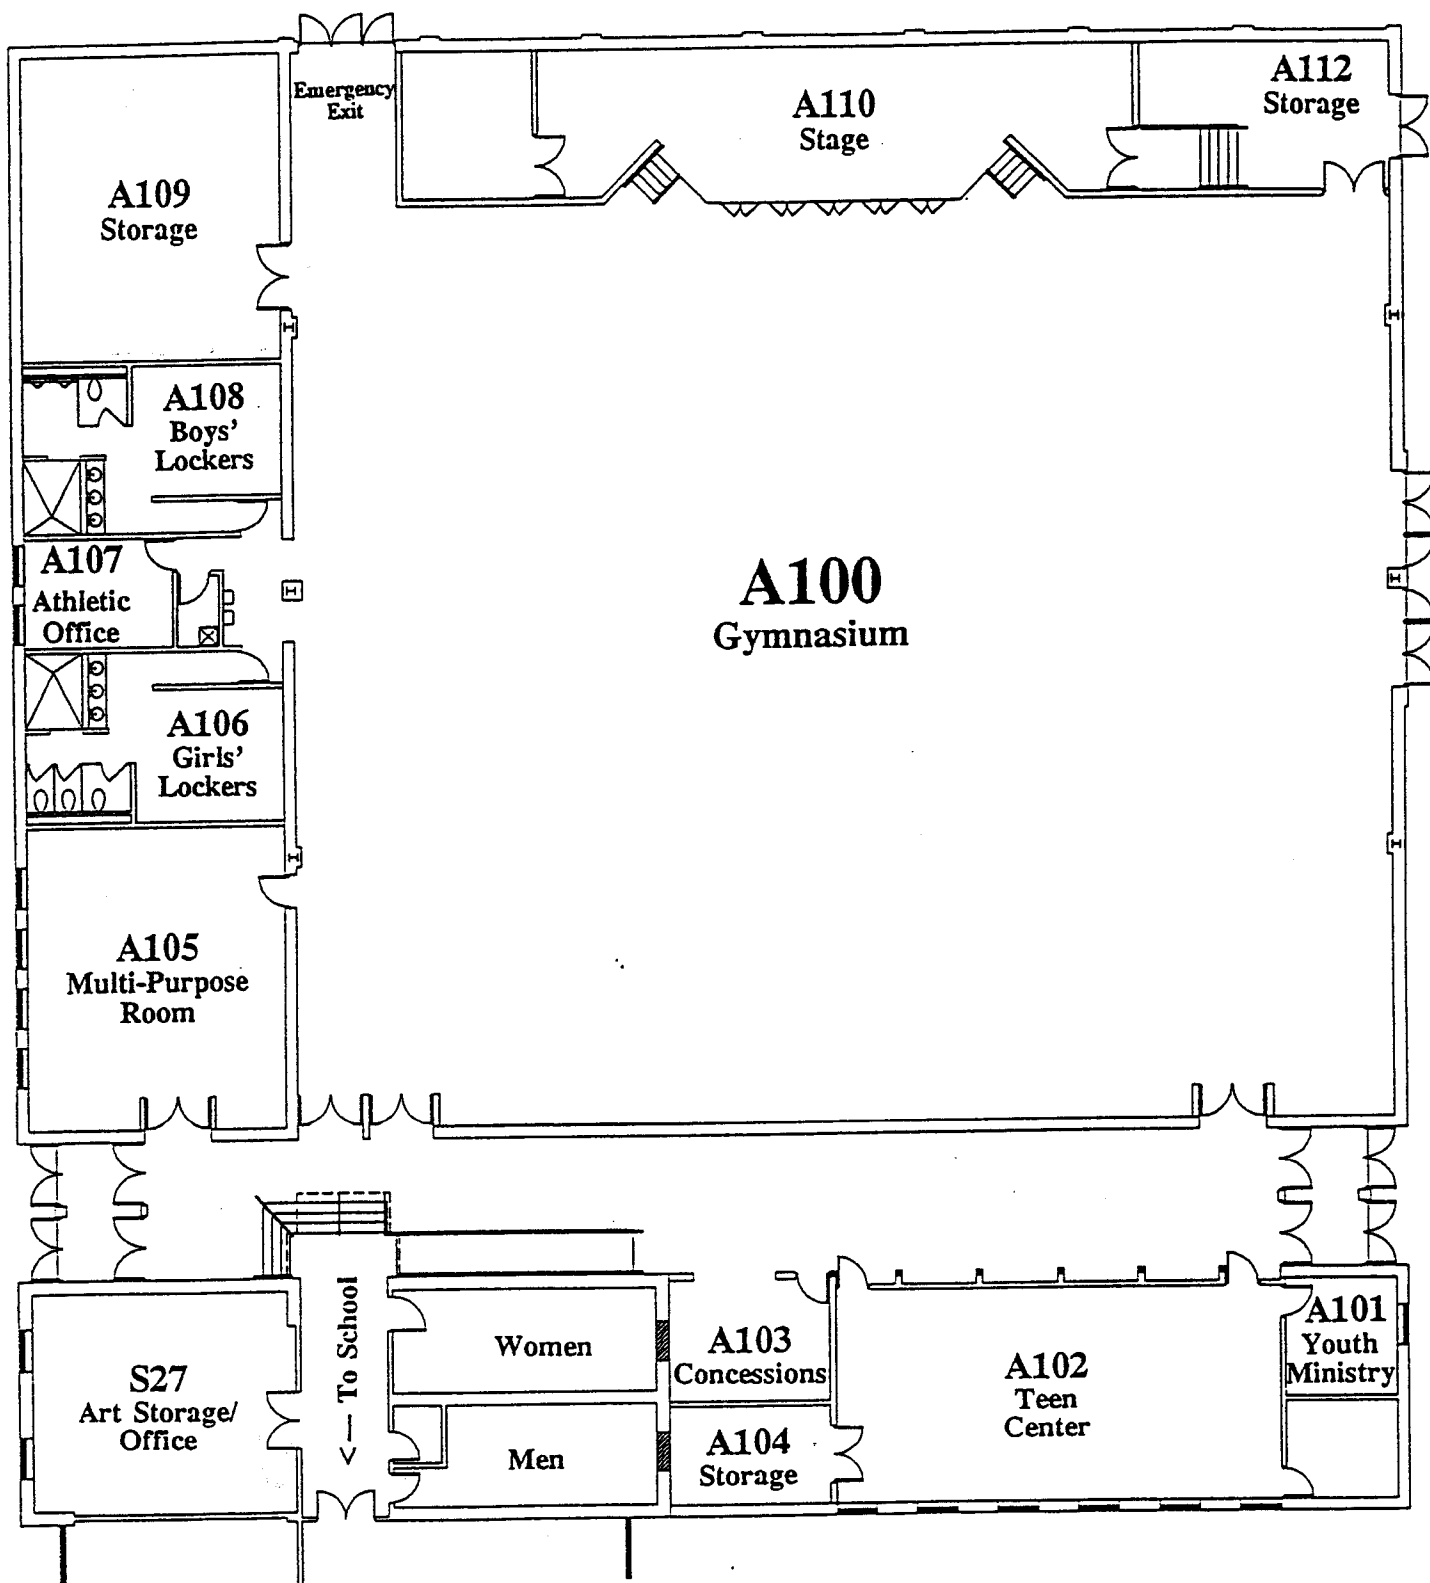 Emergency
Exit
A112
Storage
A110
Stage
A109
Storage
A108
Boys'
Lockers
A107
Athletic
Office
A100
Gymnasium
A106
Girls'
Lockers
A105
Multi-Purpose
Room
<— To School
Women
A103
Concessions
A101
Youth
Ministry
S27
Art Storage/
Office
A102
Teen
Center
Men
A104
Storage